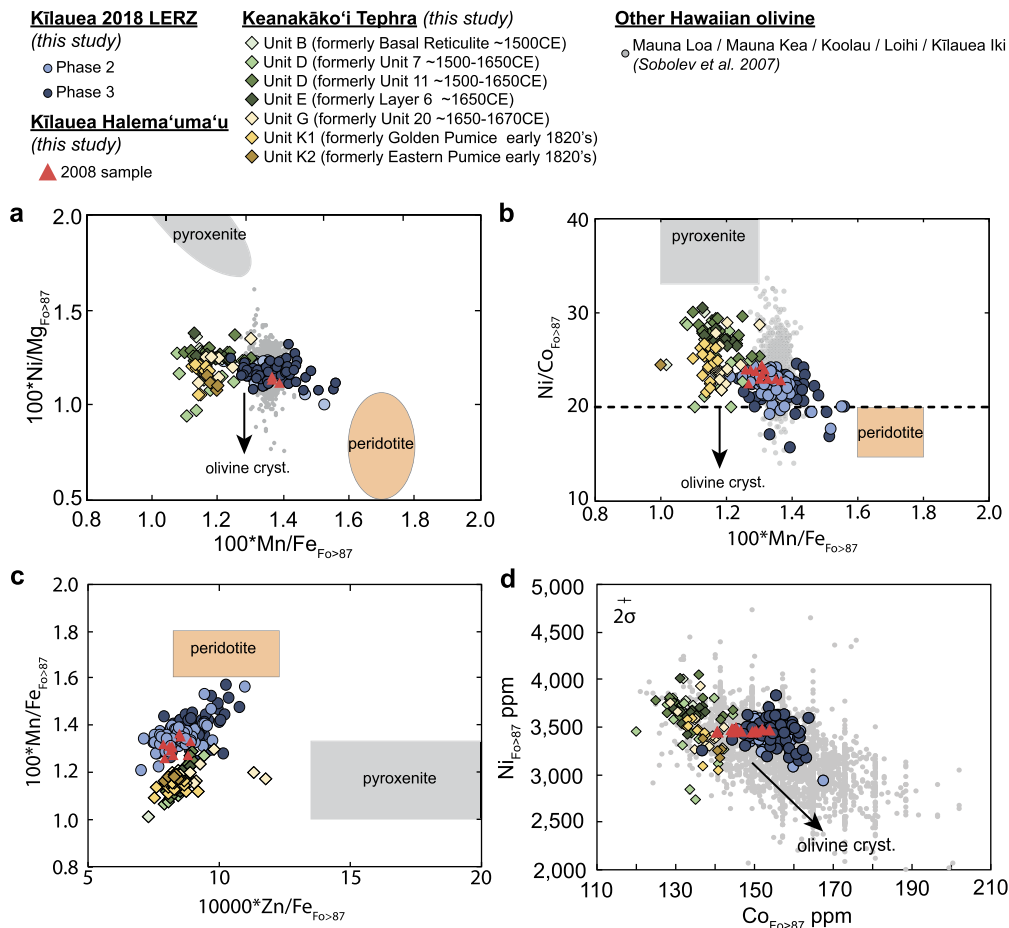 Kīlauea 2018 LERZ
(this study)
Phase 2
Phase 3
Kīlauea Halemaʻumaʻu
(this study)
2008 sample
Keanakākoʻi Tephra (this study)
Unit B (formerly Basal Reticulite ~1500CE)
Unit D (formerly Unit 7 ~1500-1650CE)
Unit D (formerly Unit 11 ~1500-1650CE)
Unit E (formerly Layer 6 ~1650CE)
Unit G (formerly Unit 20 ~1650-1670CE)
Unit K1 (formerly Golden Pumice early 1820's)
Unit K2 (formerly Eastern Pumice early 1820's)
Other Hawaiian olivine
Mauna Loa / Mauna Kea / Koolau / Loihi / Kīlauea Iki
(Sobolev et al. 2007)
a
2.0
1.5
1.0
0.5
100*Ni/Mg Fo>87
pyroxenite
peridotite
olivine cryst.
0.8 1.0 1.2 1.4 1.6 1.8 2.0
100*Mn/Fe Fo>87
b
40
30
20
10
Ni/Co Fo>87
pyroxenite
peridotite
olivine cryst.
0.8 1.0 1.2 1.4 1.6 1.8 2.0
100*Mn/Fe Fo>87
c
2.0
1.8
1.6
1.4
1.2
1.0
0.8
100*Mn/Fe Fo>87
peridotite
pyroxenite
5 10 15 20
10000*Zn/Fe Fo>87
d
5,000
4,500
4,000
3,500
3,000
2,500
2,000
Ni Fo>87 ppm
2σ
olivine cryst.
110 130 150 170 190 210
Co Fo>87 ppm